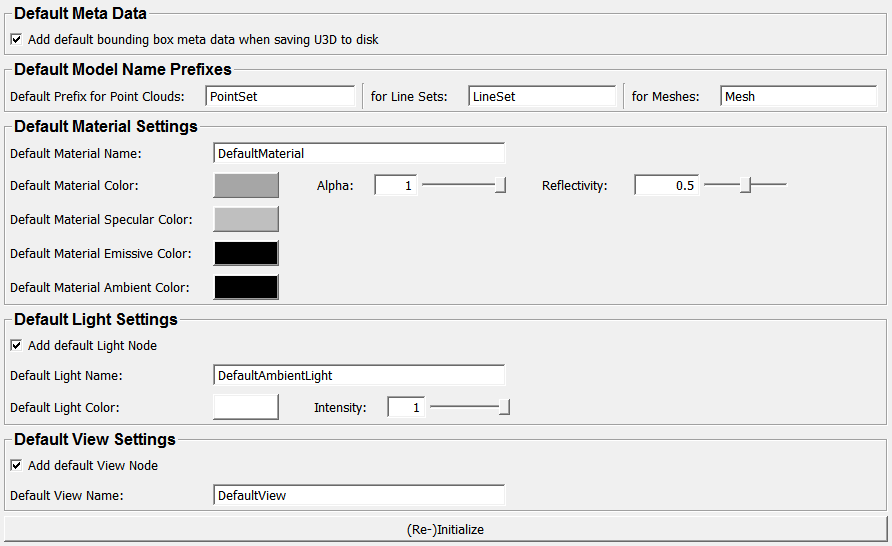 Default Meta Data
Add default bounding box meta data when saving U3D to disk
Default Model Name Prefixes
Default Prefix for Point Clouds: PointSet for Line Sets: LineSet for Meshes: Mesh
Default Material Settings
Default Material Name: DefaultMaterial
Default Material Color: Alpha: 1 Reflectivity: 0.5
Default Material Specular Color:
Default Material Emissive Color:
Default Material Ambient Color:
Default Light Settings
Add default Light Node
Default Light Name: DefaultAmbientLight
Default Light Color: Intensity: 1
Default View Settings
Add default View Node
Default View Name: DefaultView
(Re-)Initialize